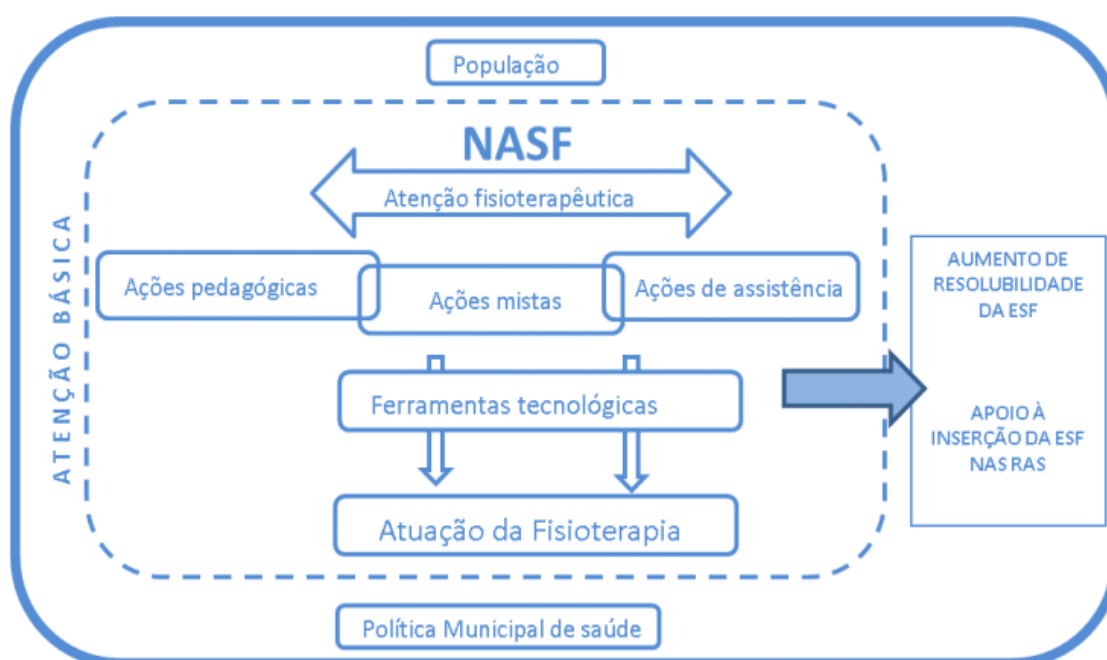 População
NASF
Atenção fisioterapêutica
ATENÇÃO BÁSICA
Ações pedagógicas
Ações mistas
Ações de assistência
Ferramentas tecnológicas
Atuação da Fisioterapia
AUMENTO DE
RESOLUBILIDADE
DA ESF
APOIO À
INSERÇÃO DA ESF
NAS RAS
Política Municipal de saúde